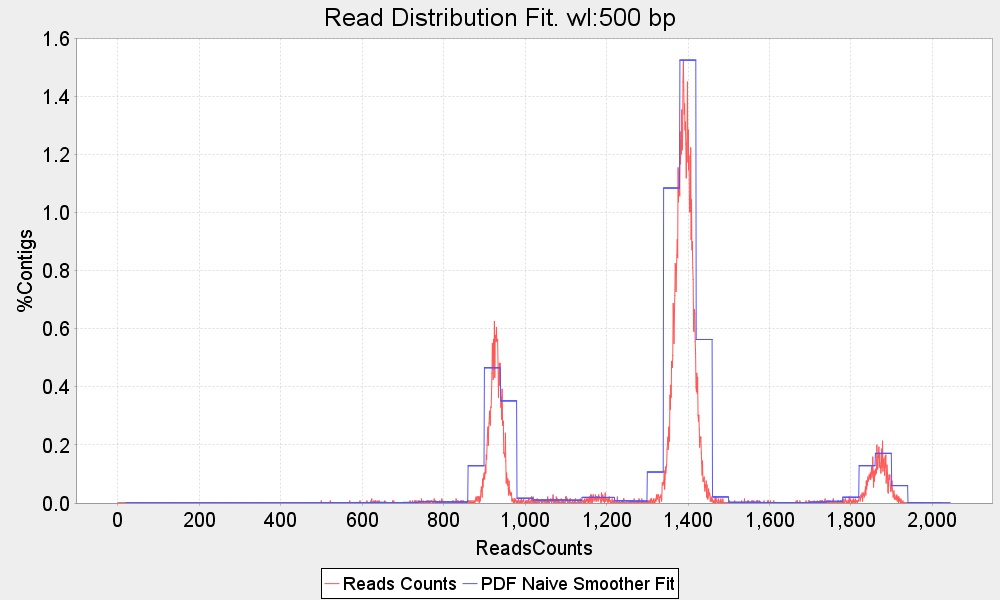 Read Distribution Fit. wl:500 bp
1.6
1.4
1.2
1.0
0.8
0.6
0.4
0.2
0.0
%Contigs
0 200 400 600 800 1,000 1,200 1,400 1,600 1,800 2,000
ReadsCounts
Reads Counts PDF Naive Smoother Fit